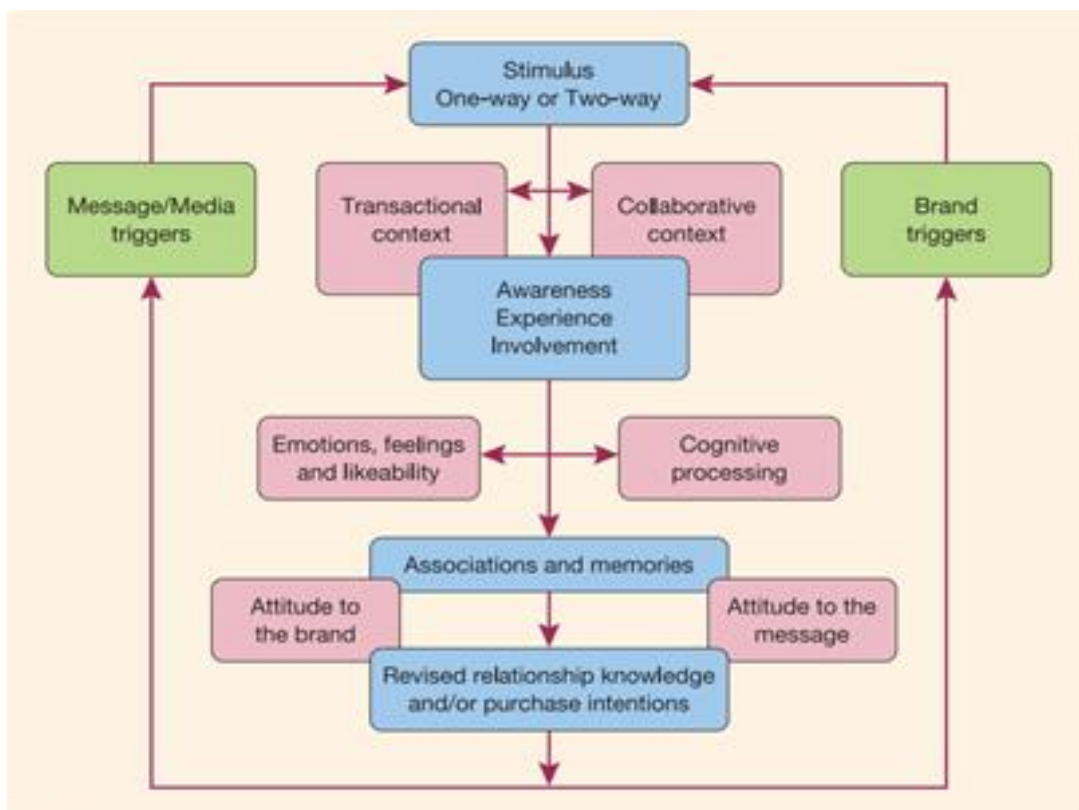 Stimulus
One-way or Two-way
Message/Media
triggers
Transactional
context
Collaborative
context
Brand
triggers
Awareness
Experience
Involvement
Emotions, feelings
and likeability
Cognitive
processing
Associations and memories
Attitude to
the brand
Attitude to the
message
Revised relationship knowledge
and/or purchase intentions